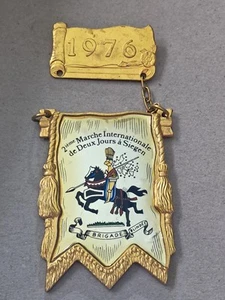 1976
2ème Marche Internationale
de Deux Jours à Siegen
BRIGADE